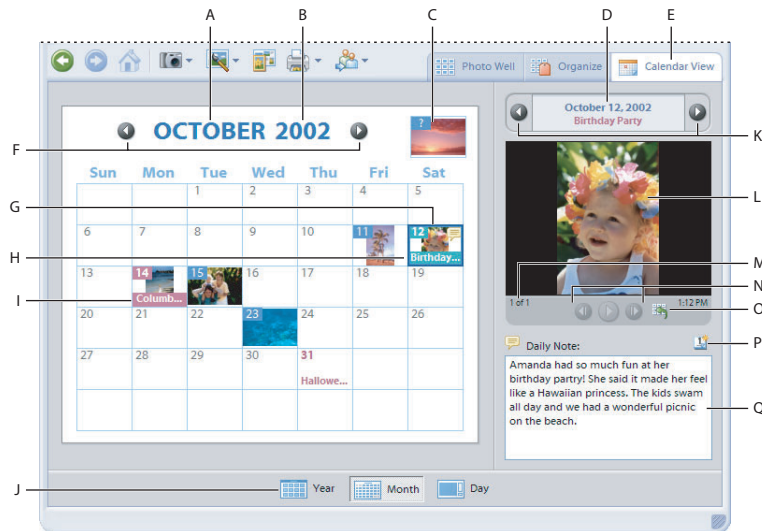 A B C D E
Photo Well Organize Calendar View
October 12, 2002
Birthday Party
OCTOBER 2002
?
F
K
Sun Mon Tue Wed Thu Fri Sat
1 2 3 4 5
G
L
6 7 8 9 10 11 12
H
Birthday...
13 14 15 16 17 18 19
I
Columb...
M
N
1 of 1
1:12 PM
O
20 21 22 23 24 25 26
P
Daily Note:
27 28 29 30 31
Hallowe...
Amanda had so much fun at her
birthday partry! She said it made her feel
like a Hawaiian princess. The kids swam
all day and we had a wonderful picnic
on the beach.
Q
J
Year Month Day